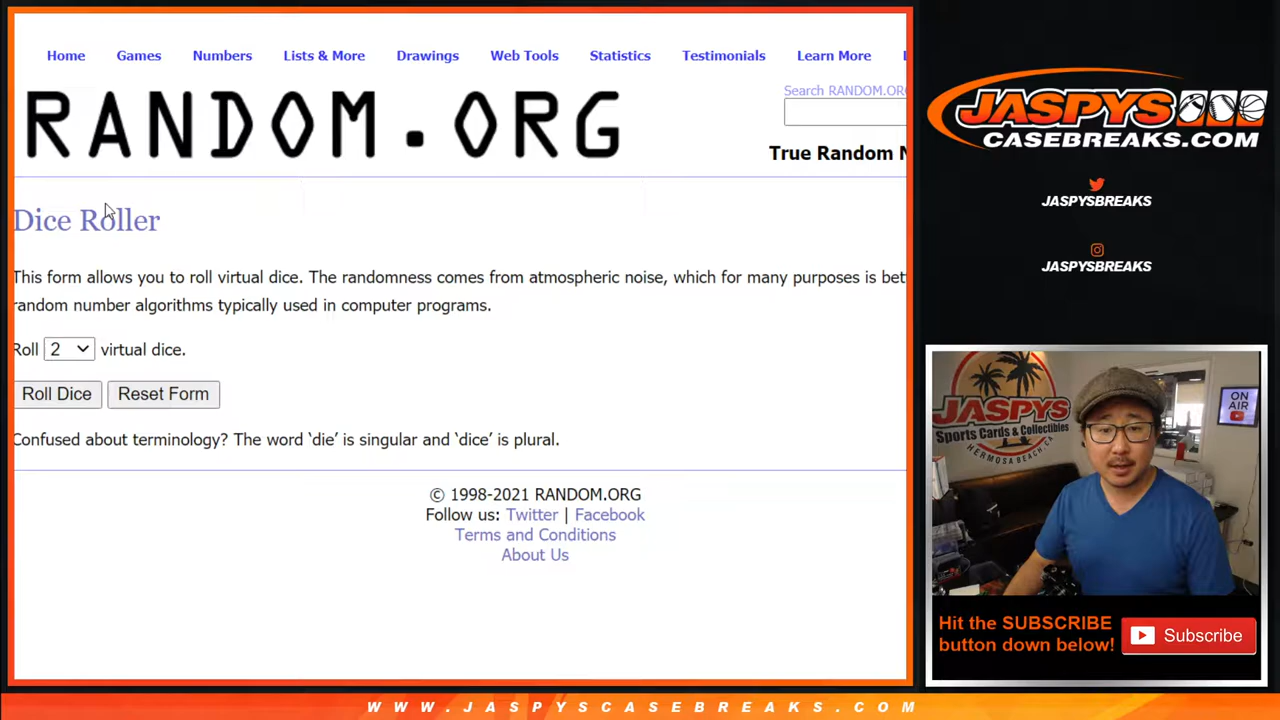 Home Games Numbers Lists & More Drawings Web Tools Statistics Testimonials Learn More
Search RANDOM.ORG
RANDOM.ORG
True Random N
Dice Roller
This form allows you to roll virtual dice. The randomness comes from atmospheric noise, which for many purposes is bet
random number algorithms typically used in computer programs.
Roll 2 virtual dice.
Roll Dice Reset Form
Confused about terminology? The word ‘die’ is singular and ‘dice’ is plural.
© 1998-2021 RANDOM.ORG
Follow us: Twitter | Facebook
Terms and Conditions
About Us
JASPYS
CASEBREAKS.COM
JASPYSBREAKS
JASPYSBREAKS
JASPYS
Sports Cards & Collectibles
HERMOSA BEACH, CA
ON
AIR
Hit the SUBSCRIBE
button down below!
Subscribe
WWW.JASPYSCASEBREAKS.COM